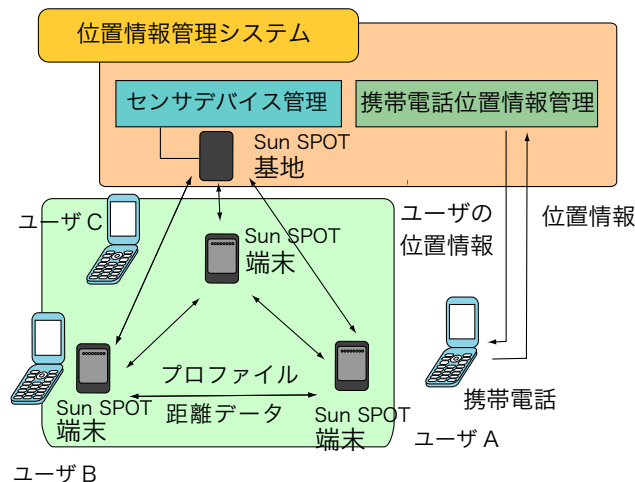 位置情報管理システム
センサデバイス管理
携帯電話位置情報管理
Sun SPOT
基地
ユーザ C
ユーザの
位置情報
位置情報
Sun SPOT
端末
プロファイル
距離データ
Sun SPOT
端末
Sun SPOT
端末
携帯電話
ユーザ A
ユーザ B